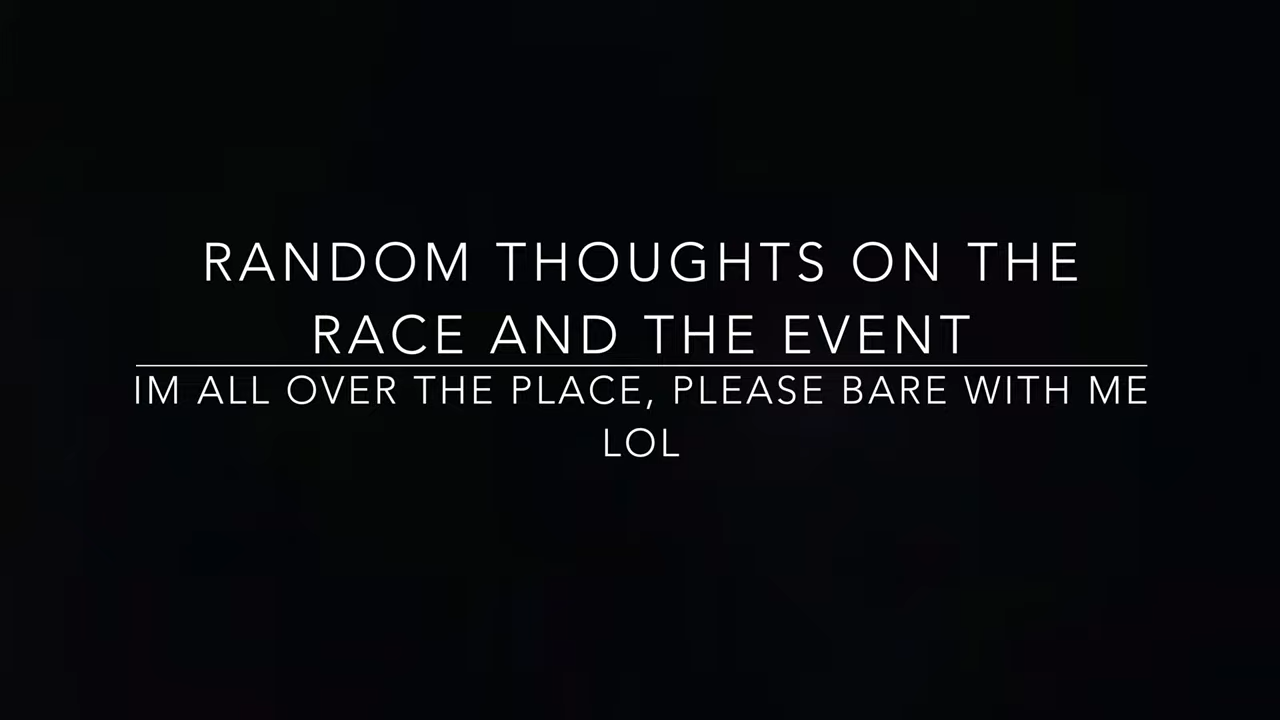 RANDOM THOUGHTS ON THE
RACE AND THE EVENT
IM ALL OVER THE PLACE, PLEASE BARE WITH ME
LOL